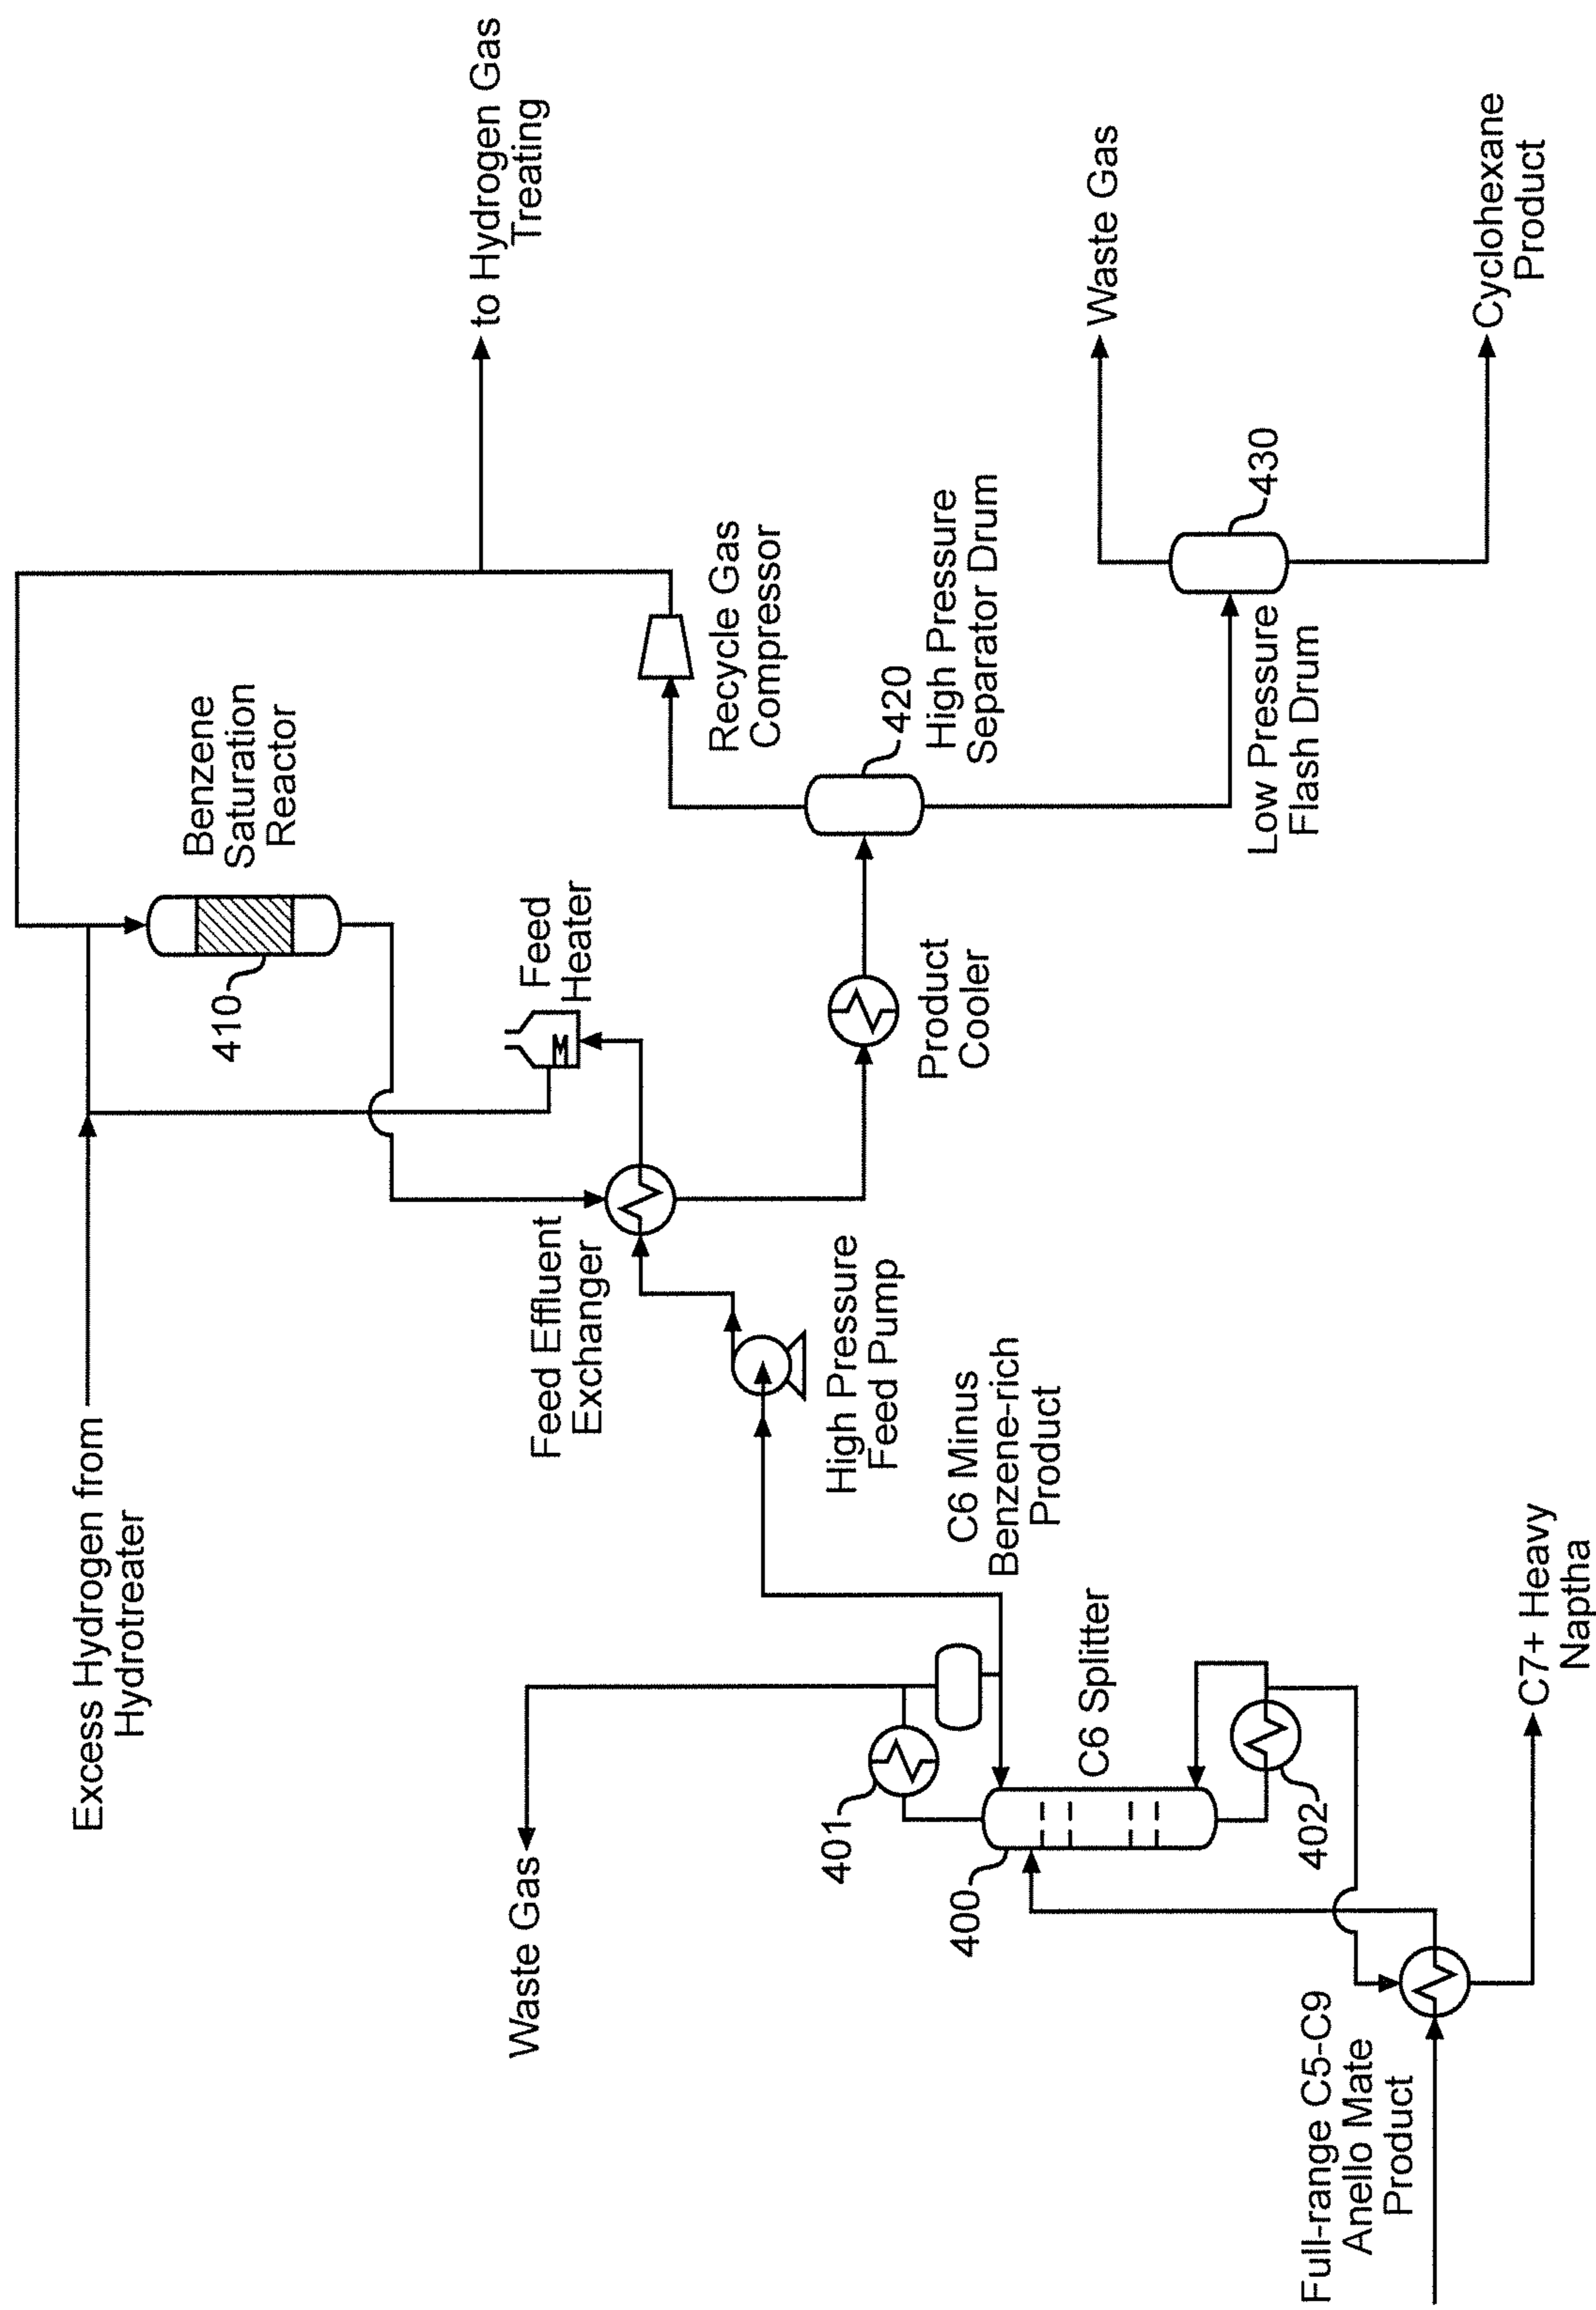 Excess Hydrogen from
Hydrotreater
to Hydrogen Gas
Treating
Benzene
Saturation
Reactor
410
Feed
Heater
Feed Effluent
Exchanger
Recycle Gas
Compressor
Waste Gas
High Pressure
Feed Pump
Product
Cooler
420
High Pressure
Separator Drum
401
C6 Minus
Benzene-rich
Product
400
C6 Splitter
402
Waste Gas
430
Low Pressure
Flash Drum
Full-range C5-C9
Anello Mate
Product
C7+ Heavy
Naptha
Cyclohexane
Product